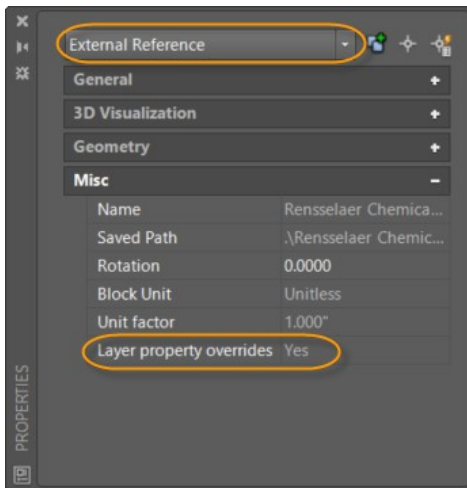 External Reference
General
3D Visualization
Geometry
Misc
Name Rensselaer Chemica...
Saved Path .\Rensselaer Chemic...
Rotation 0.0000
Block Unit Unitless
Unit factor 1.000"
Layer property overrides Yes
PROPERTIES